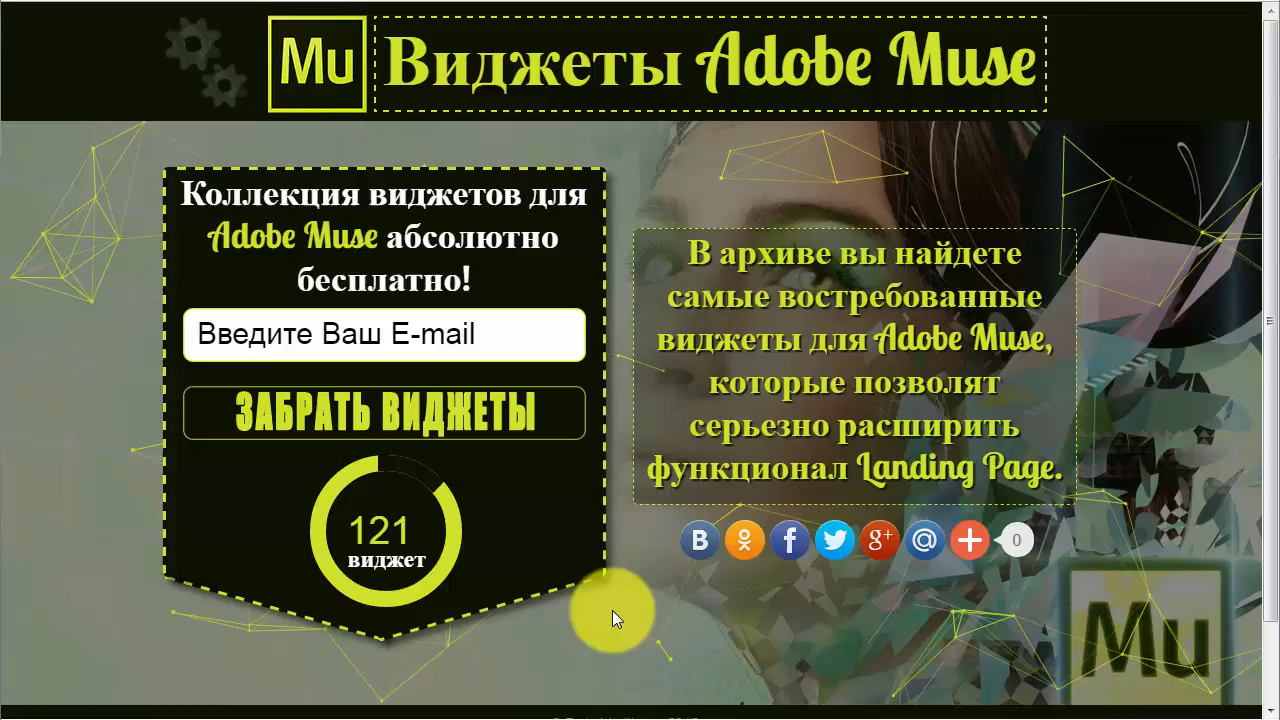 Mu Виджеты Adobe Muse
Коллекция виджетов для
Adobe Muse абсолютно
бесплатно!
Введите Ваш E-mail
ЗАБРАТЬ ВИДЖЕТЫ
121
виджет
В архиве вы найдете
самые востребованные
виджеты для Adobe Muse,
которые позволят
серьезно расширить
функционал Landing Page.
0
Mu